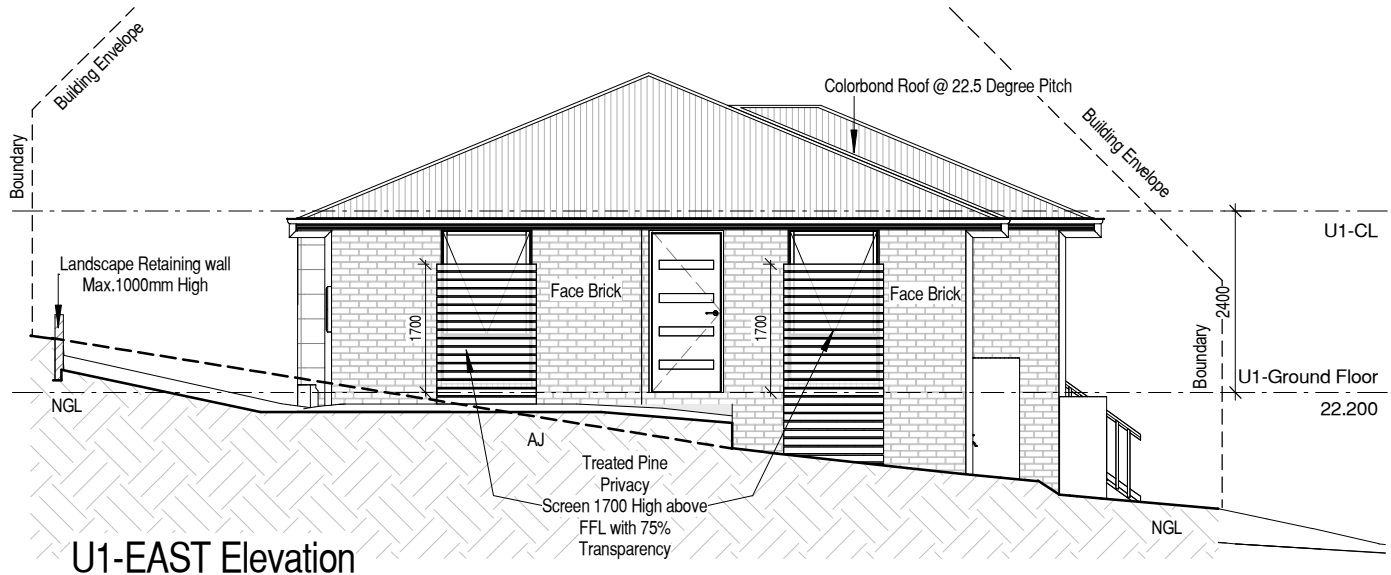 Building Envelope
Boundary
Colorbond Roof @ 22.5 Degree Pitch
Building Envelope
U1-CL
Landscape Retaining wall
Max.1000mm High
Face Brick
Face Brick
1700
1700
2400
Boundary
U1-Ground Floor
22.200
NGL
AJ
Treated Pine
Privacy
Screen 1700 High above
FFL with 75%
Transparency
NGL
U1-EAST Elevation